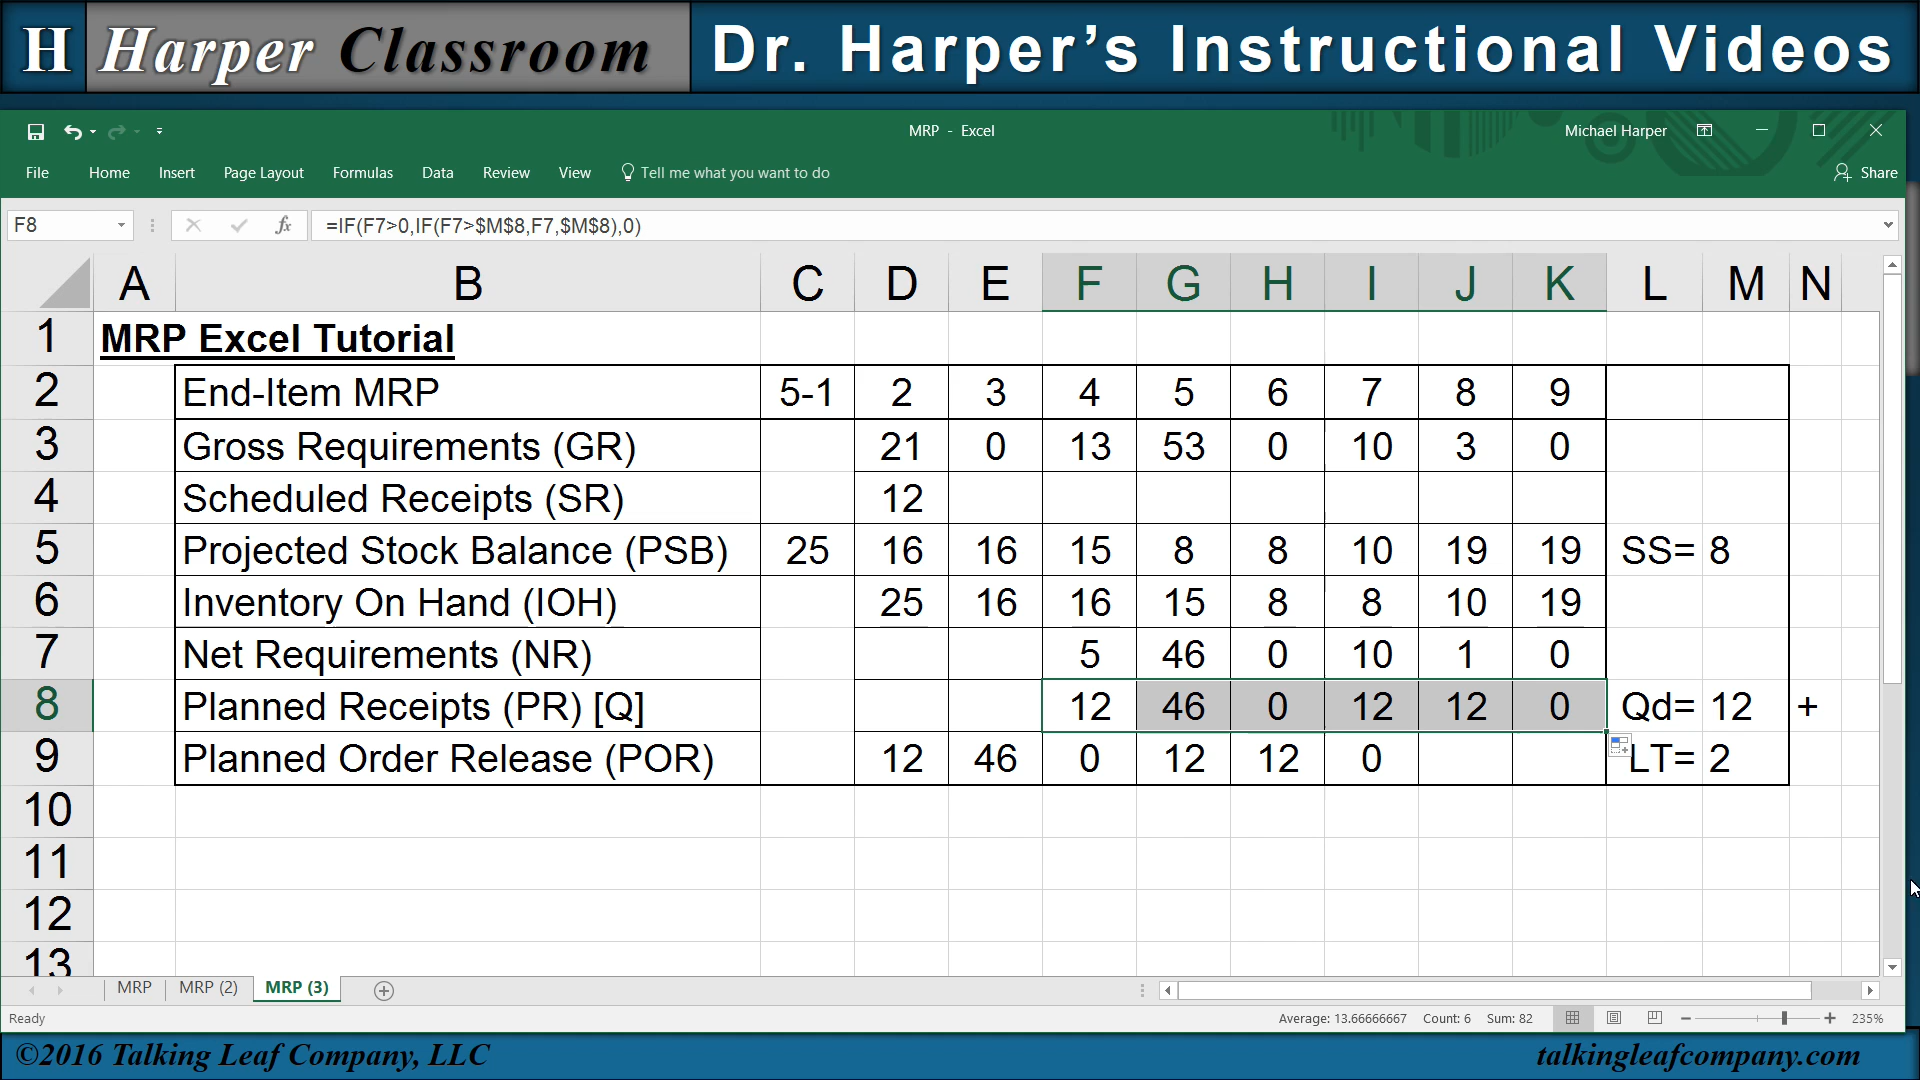 H Harper Classroom Dr. Harper's Instructional Videos
MRP - Excel Michael Harper
File Home Insert Page Layout Formulas Data Review View Tell me what you want to do Share
F8 fx =IF(F7>0,IF(F7>$M$8,F7,$M$8),0)
A B C D E F G H I J K L M N
1 MRP Excel Tutorial
2 End-Item MRP 5-1 2 3 4 5 6 7 8 9
3 Gross Requirements (GR) 21 0 13 53 0 10 3 0
4 Scheduled Receipts (SR) 12
5 Projected Stock Balance (PSB) 25 16 16 15 8 8 10 19 19 SS= 8
6 Inventory On Hand (IOH) 25 16 16 15 8 8 10 19
7 Net Requirements (NR) 5 46 0 10 1 0
8 Planned Receipts (PR) [Q] 12 46 0 12 12 0 Qd= 12 +
9 Planned Order Release (POR) 12 46 0 12 12 0 LT= 2
10
11
12
13
MRP MRP (2) MRP (3)
Ready Average: 13.66666667 Count: 6 Sum: 82 235%
©2016 Talking Leaf Company, LLC talkingleafcompany.com